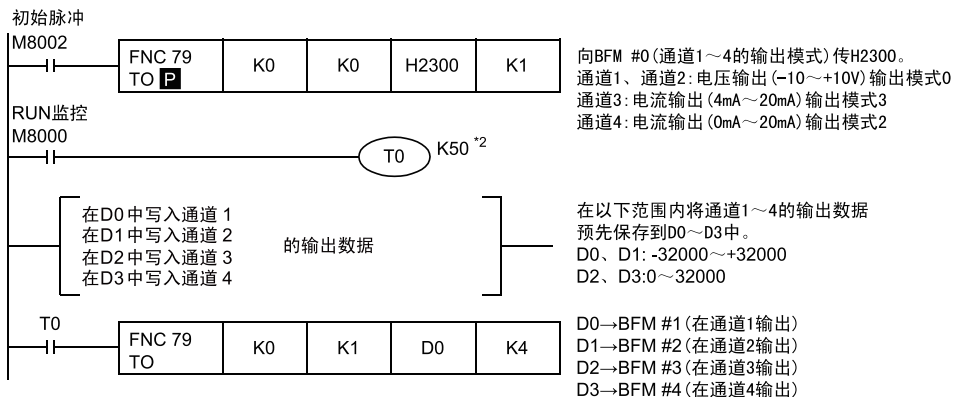 初始脉冲
M8002
FNC 79
TO P
K0
K0
H2300
K1
向BFM #0(通道1～4的输出模式)传H2300。
通道1、通道2:电压输出(-10～+10V)输出模式0
通道3:电流输出(4mA～20mA)输出模式3
通道4:电流输出(0mA～20mA)输出模式2
RUN监控
M8000
T0
K50 *2
在D0中写入通道1
在D1中写入通道2
在D2中写入通道3
在D3中写入通道4
的输出数据
在以下范围内将通道1～4的输出数据
预先保存到D0～D3中。
D0、D1: -32000～+32000
D2、D3:0～32000
T0
FNC 79
TO
K0
K1
D0
K4
D0→BFM #1(在通道1输出)
D1→BFM #2(在通道2输出)
D2→BFM #3(在通道3输出)
D3→BFM #4(在通道4输出)